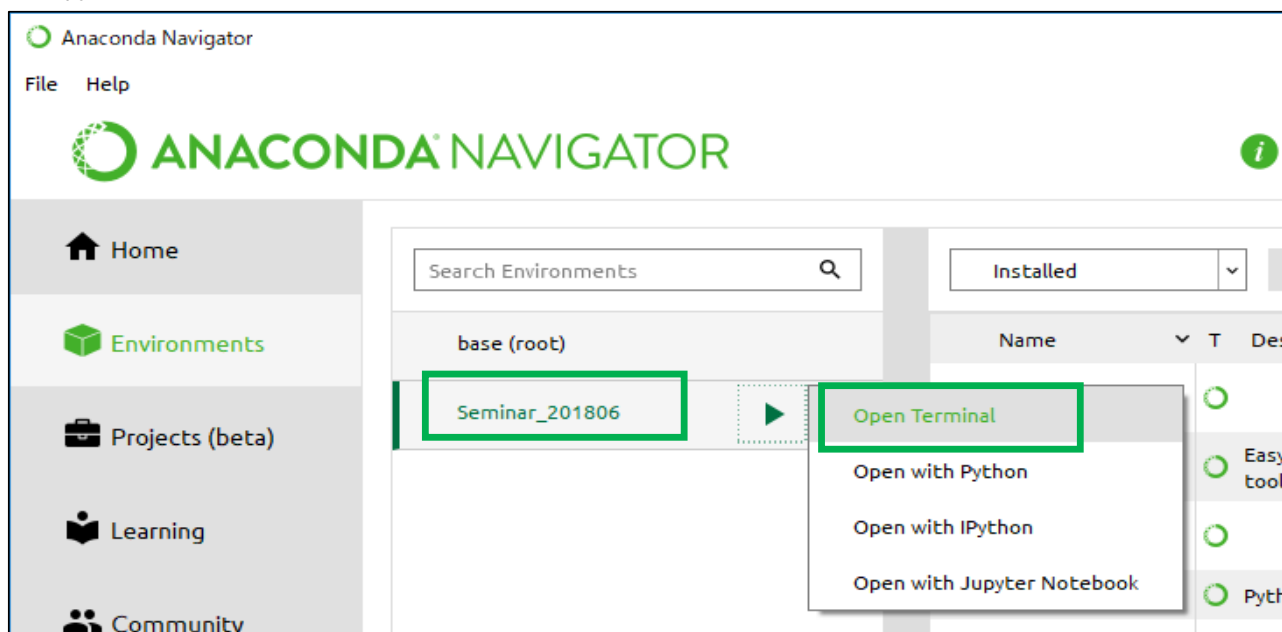 Anaconda Navigator
File Help
ANACONDA NAVIGATOR
i
Home
Search Environments
Installed
Environments
base (root)
Name T
Seminar_201806
Open Terminal
Projects (beta)
Open with Python
Learning
Open with IPython
Open with Jupyter Notebook
Community